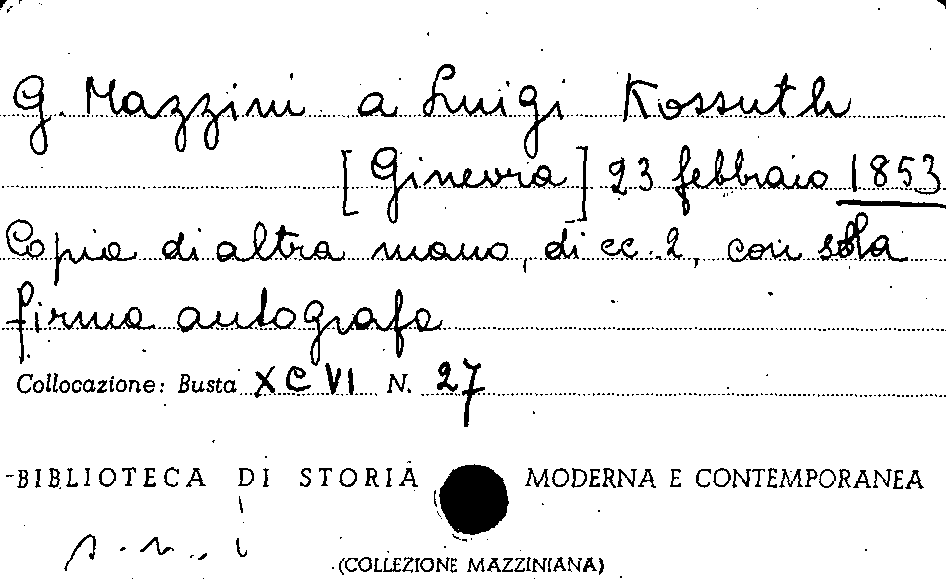 G. Mazzini a Luigi Kossuth
[Ginevra] 23 febbraio 1853
Copia di altra mano, di cc. 2, con sola
firma autografa
Collocazione: Busta XCVI N. 27
BIBLIOTECA DI STORIA MODERNA E CONTEMPORANEA
s.n.i
(COLLEZIONE MAZZINIANA)